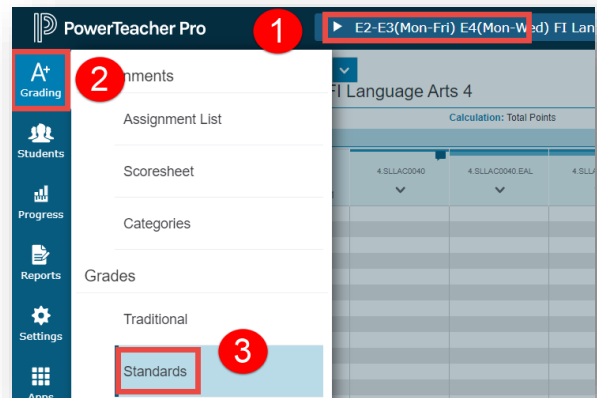 PowerTeacher Pro
1
E2-E3(Mon-Fri) E4(Mon-Wed) FI Lan
A+
Grading
2
nments
FI Language Arts 4
Assignment List
Calculation: Total Points
Students
Scoresheet
4.SLLAC0040
4.SLLAC0040.EAL
4.SLLA
Progress
Categories
Reports
Grades
Traditional
Settings
3
Standards
Apps